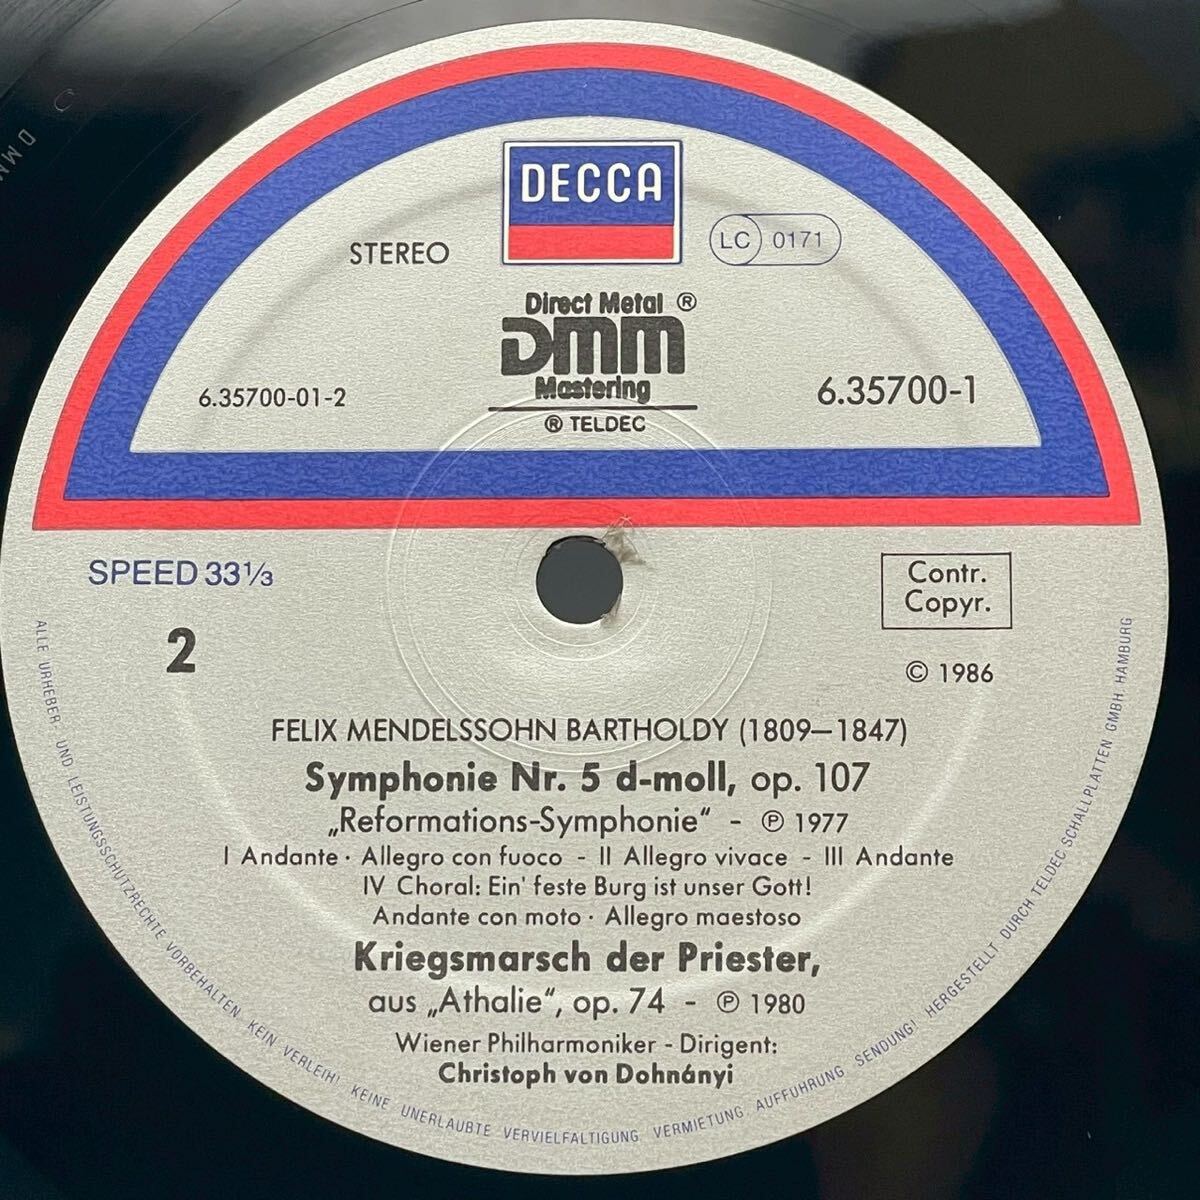 DECCA
STEREO
LC 0171
Direct Metal ®
DMM
Mastering
6.35700-01-2
6.35700-1
® TELDEC
SPEED 33⅓
Contr.
Copyr.
2
© 1986
FELIX MENDELSSOHN BARTHOLDY (1809–1847)
Symphonie Nr. 5 d-moll, op. 107
„Reformations-Symphonie“ - ℗ 1977
I Andante · Allegro con fuoco - II Allegro vivace - III Andante
IV Choral: Ein' feste Burg ist unser Gott!
Andante con moto · Allegro maestoso
Kriegsmarsch der Priester,
aus „Athalie“, op. 74 - ℗ 1980
Wiener Philharmoniker - Dirigent:
Christoph von Dohnányi
ALLE URHEBER UND LEISTUNGSSCHUTZRECHTE VORBEHALTEN KEIN VERLEIH! KEINE UNERLAUBTE VERVIELFÄLTIGUNG, VERMIETUNG, AUFFÜHRUNG, SENDUNG! HERGESTELLT DURCH TELDEC SCHALLPLATTEN GMBH HAMBURG
DMM